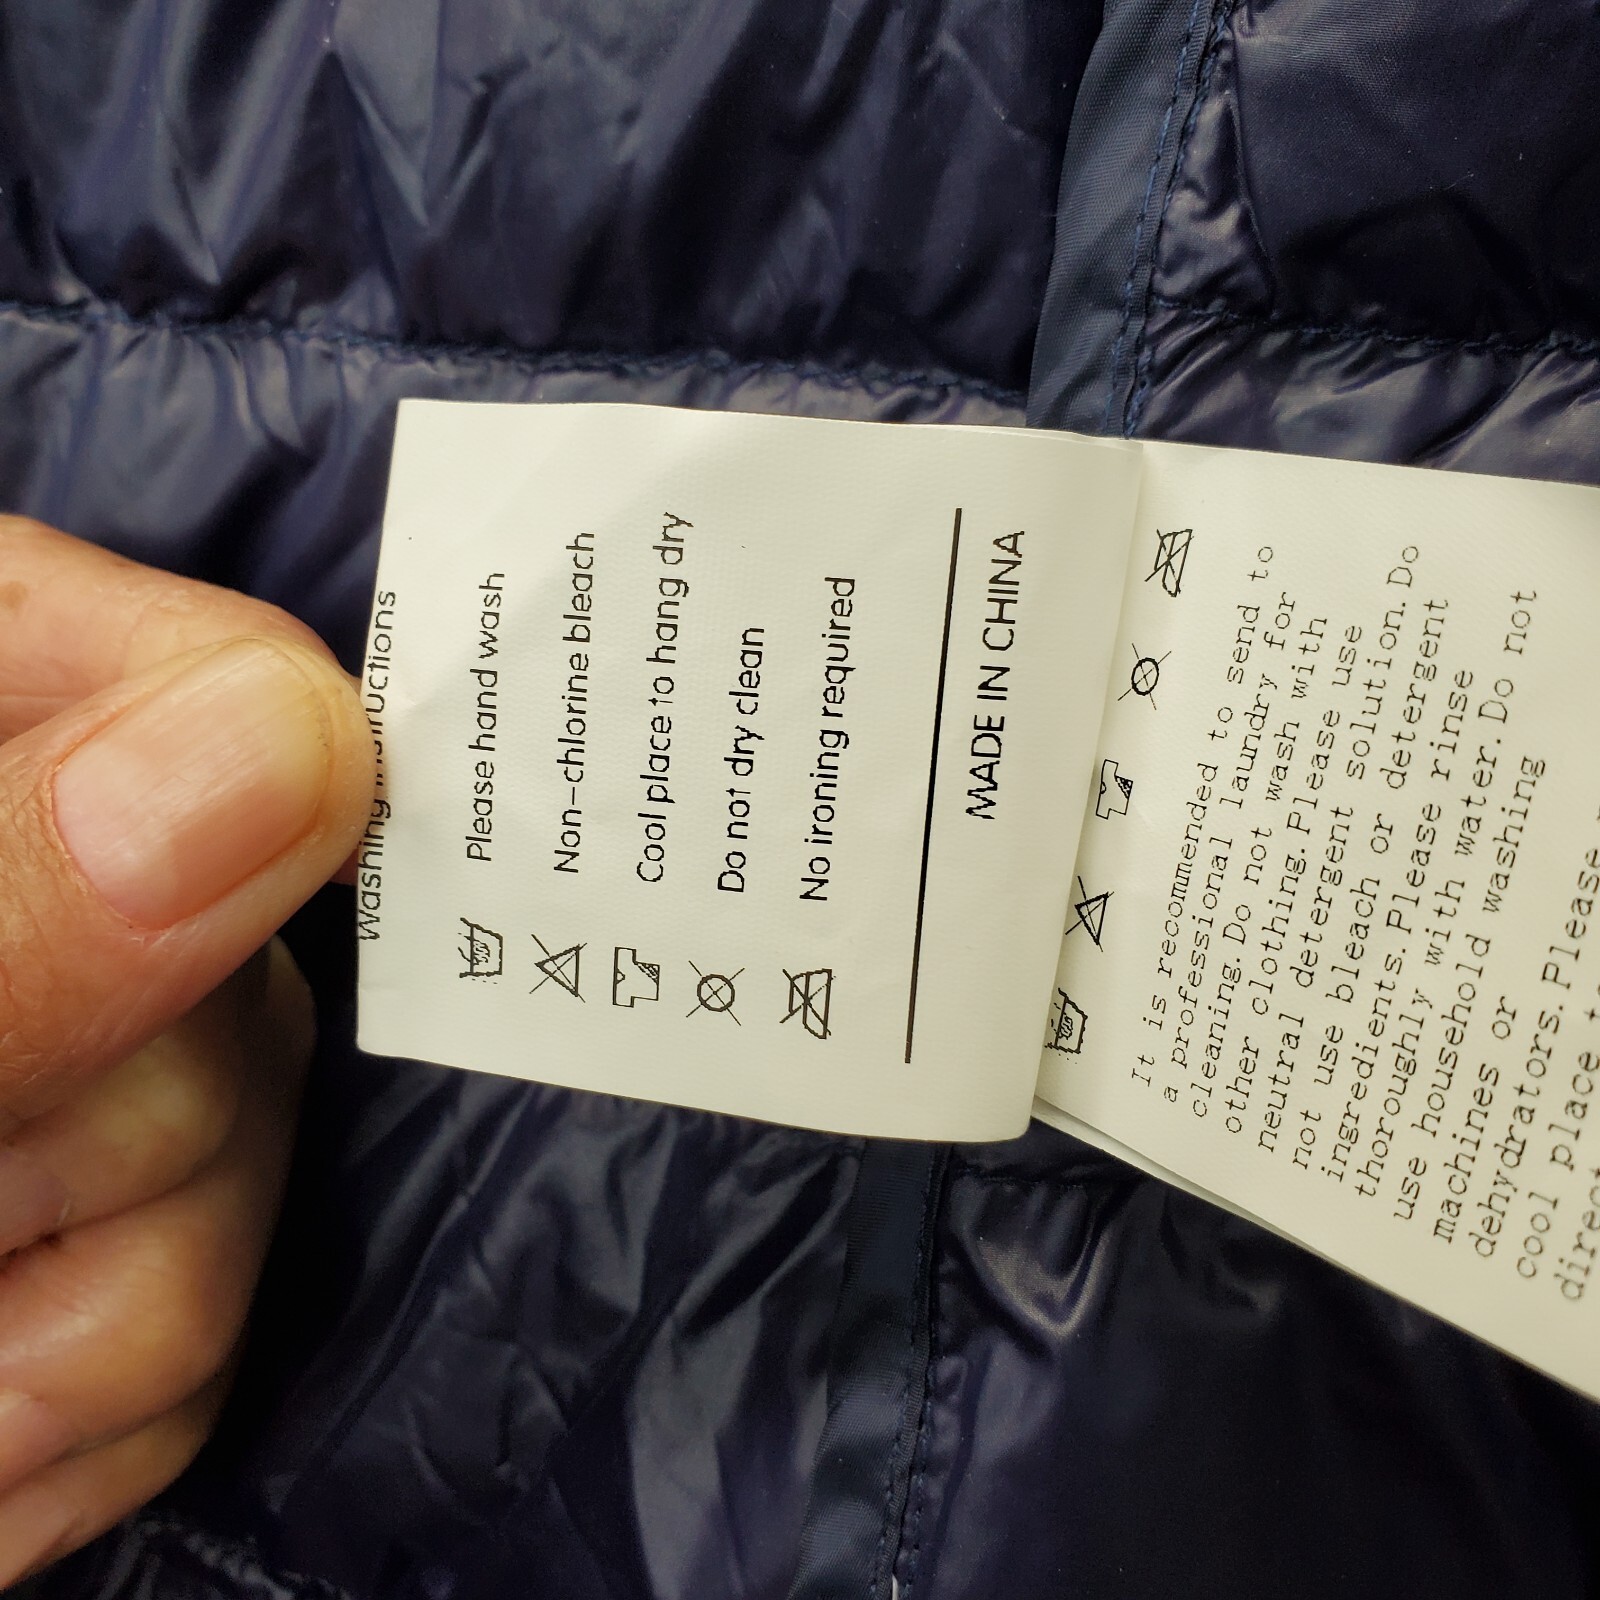 Washing instructions
Please hand wash
Non-chlorine bleach
Cool place to hang dry
Do not dry clean
No ironing required
MADE IN CHINA
It is recommended to send to
a professional laundry for
cleaning. Do not wash with
other clothing. Please use
neutral detergent solution. Do
not use bleach or detergent
ingredients. Please rinse
thoroughly with water. Do not
use household washing
machines or
dehydrators. Please
cool place